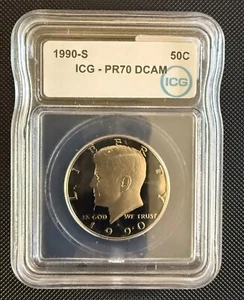 1990-S 50C
ICG - PR70 DCAM
ICG
LIBERTY
IN GOD WE TRUST
1990